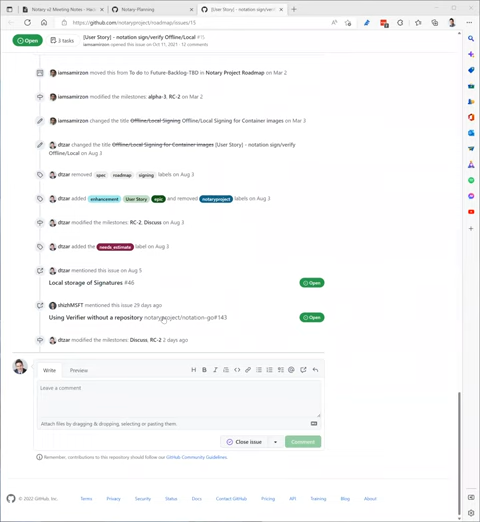 Notary v2 Meeting Notes - Hac
Notary-Planning
[User Story] - notation sign/verify
https://github.com/notaryproject/roadmap/issues/15
Open
3 tasks
[User Story] - notation sign/verify Offline/Local #15
iamsamirzon opened this issue on Oct 11, 2021 · 12 comments
iamsamirzon moved this from To do to Future-Backlog-TBD in Notary Project Roadmap on Mar 2
iamsamirzon modified the milestones: alpha-3, RC-2 on Mar 2
iamsamirzon changed the title Offline/Local Signing Offline/Local Signing for Container images on Mar 3
dtzar changed the title Offline/Local Signing for Container images [User Story] - notation sign/verify
Offline/Local on Aug 3
dtzar removed spec roadmap signing labels on Aug 3
dtzar added enhancement User Story epic and removed notaryproject labels on Aug 3
dtzar modified the milestones: RC-2, Discuss on Aug 3
dtzar added the needs_estimate label on Aug 3
dtzar mentioned this issue on Aug 5
Local storage of Signatures #46
Open
shizhMSFT mentioned this issue 29 days ago
Using Verifier without a repository notaryproject/notation-go#143
Open
dtzar modified the milestones: Discuss, RC-2 2 days ago
Write Preview
Leave a comment
Attach files by dragging & dropping, selecting or pasting them.
Close issue
Comment
Remember, contributions to this repository should follow our GitHub Community Guidelines.
© 2022 GitHub, Inc. Terms Privacy Security Status Docs Contact GitHub Pricing API Training Blog About